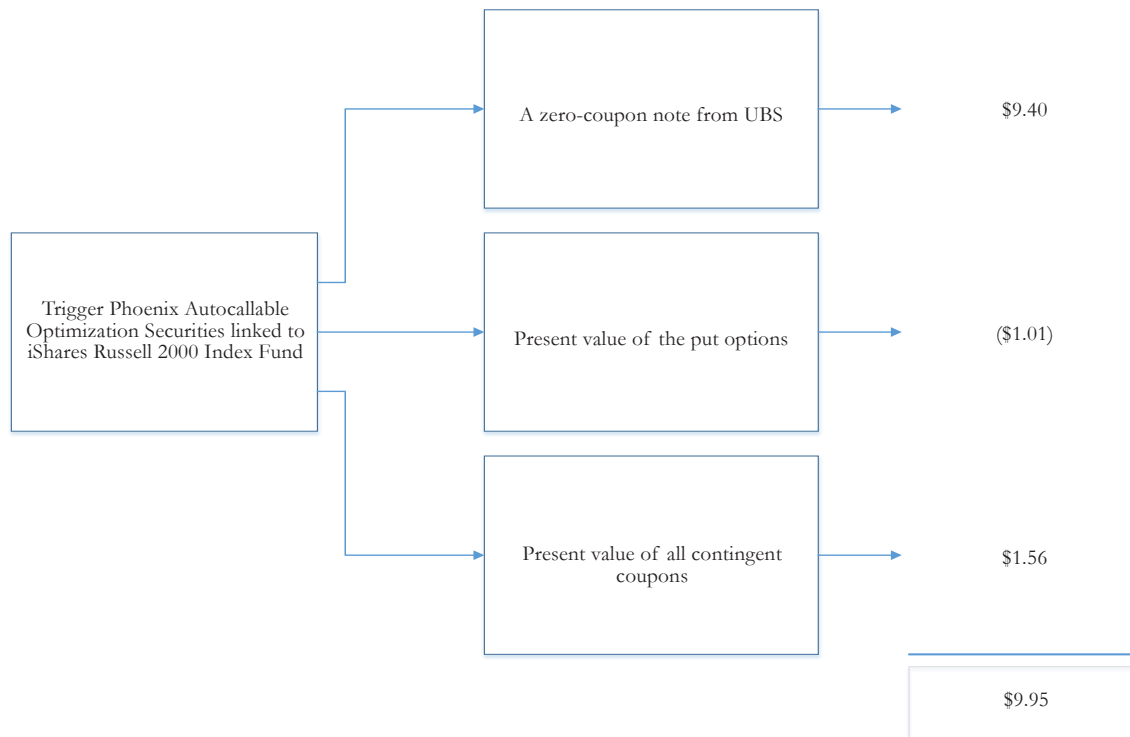 A zero-coupon note from UBS
$9.40
Trigger Phoenix Autocallable
Optimization Securities linked to
iShares Russell 2000 Index Fund
Present value of the put options
($1.01)
Present value of all contingent
coupons
$1.56
$9.95